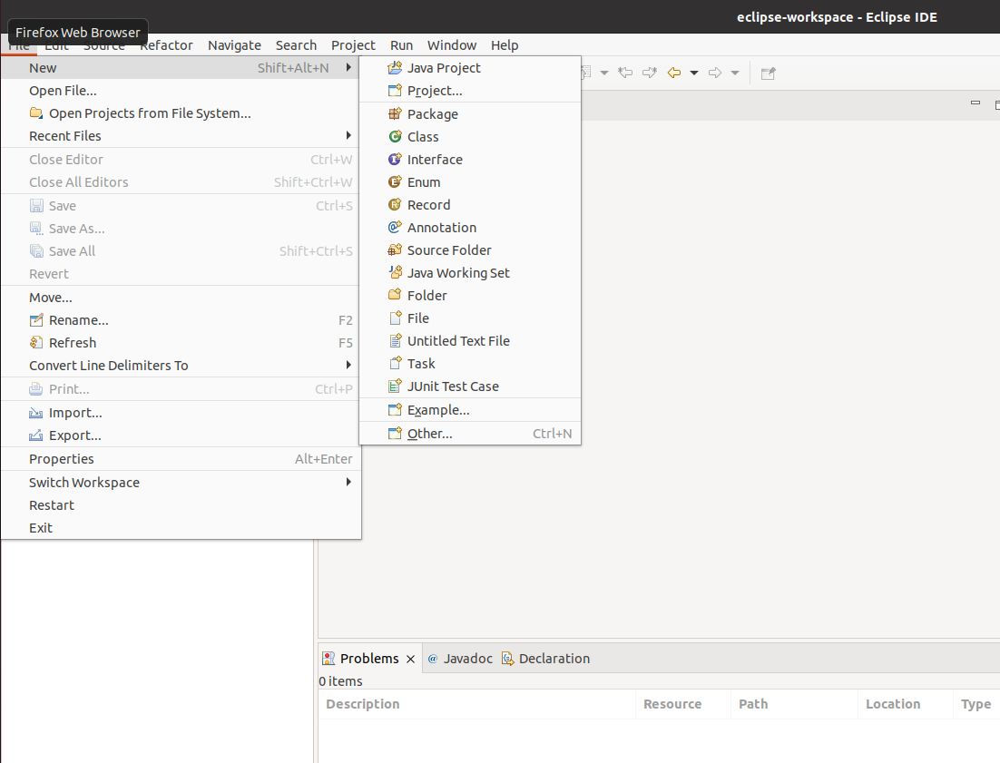 eclipse-workspace - Eclipse IDE
Firefox Web Browser
File Edit Source Refactor Navigate Search Project Run Window Help
New Shift+Alt+N
Open File...
Open Projects from File System...
Recent Files
Close Editor Ctrl+W
Close All Editors Shift+Ctrl+W
Save Ctrl+S
Save As...
Save All Shift+Ctrl+S
Revert
Move...
Rename... F2
Refresh F5
Convert Line Delimiters To
Print... Ctrl+P
Import...
Export...
Properties Alt+Enter
Switch Workspace
Restart
Exit
Java Project
Project...
Package
Class
Interface
Enum
Record
Annotation
Source Folder
Java Working Set
Folder
File
Untitled Text File
Task
JUnit Test Case
Example...
Other... Ctrl+N
Problems Javadoc Declaration
0 items
Description Resource Path Location Type